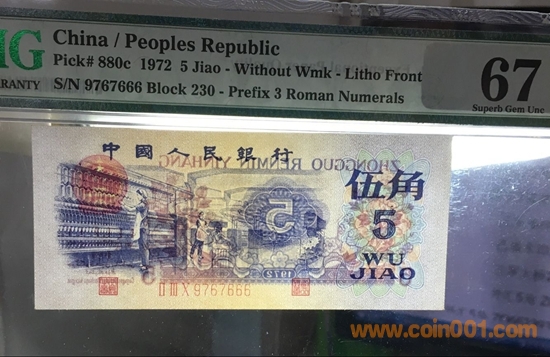 MG
China / Peoples Republic
Pick# 880c 1972 5 Jiao - Without Wmk - Litho Front
S/N 9767666 Block 230 - Prefix 3 Roman Numerals
67
Superb Gem Unc
中國人民銀行
ZHONGGUO RENMIN YINHANG
伍角
5
5
WU
JIAO
1972
II III X 9767666
www.coin001.com